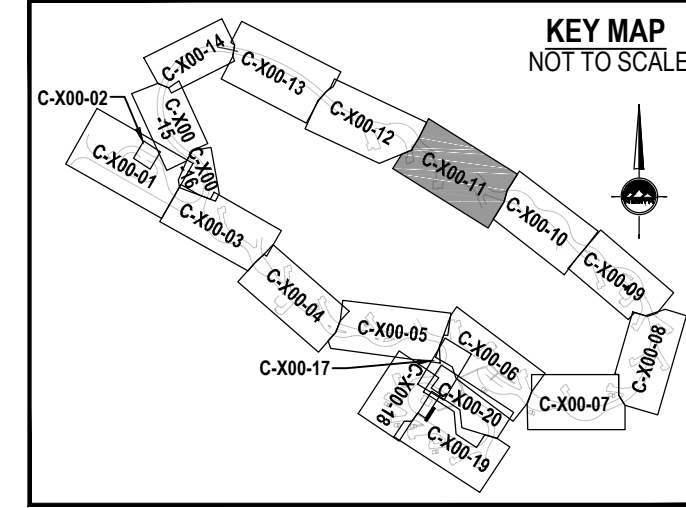 KEY MAP
NOT TO SCALE
C-X00-14
C-X00-13
C-X00-02
C-X00
-15
C-X00-12
C-X00-01
C-X00
-16
C-X00-11
C-X00-03
C-X00-10
C-X00-09
C-X00-04
C-X00-05
C-X00-06
C-X00-08
C-X00-17
C-X00-18
C-X00-20
C-X00-07
C-X00-19